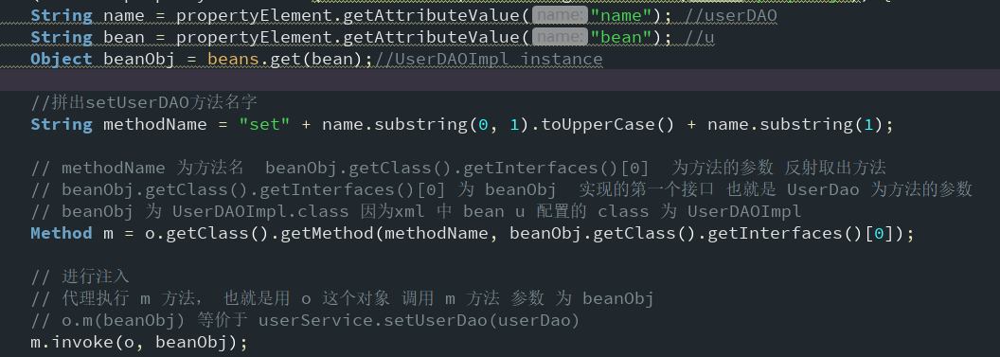 String name = propertyElement.getAttributeValue( name: "name"); //userDAO
String bean = propertyElement.getAttributeValue( name: "bean"); //u
Object beanObj = beans.get(bean);//UserDAOImpl instance
//拼出setUserDAO方法名字
String methodName = "set" + name.substring(0, 1).toUpperCase() + name.substring(1);
// methodName 为方法名  beanObj.getClass().getInterfaces()[0]  为方法的参数 反射取出方法
// beanObj.getClass().getInterfaces()[0] 为 beanObj  实现的第一个接口 也就是 UserDao 为方法的参数
// beanObj 为 UserDAOImpl.class 因为xml 中 bean u 配置的 class 为 UserDAOImpl
Method m = o.getClass().getMethod(methodName, beanObj.getClass().getInterfaces()[0]);
// 进行注入
// 代理执行 m 方法， 也就是用 o 这个对象 调用 m 方法 参数 为 beanObj
// o.m(beanObj) 等价于 userService.setUserDao(userDao)
m.invoke(o, beanObj);